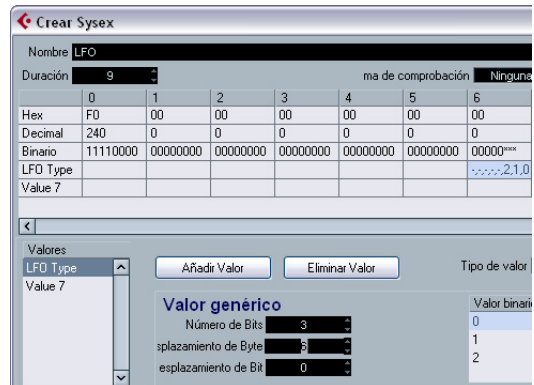 Crear Sysex
Nombre LFO
Duración 9 ma de comprobación Ninguna
0 1 2 3 4 5 6
Hex F0 00 00 00 00 00 00
Decimal 240 0 0 0 0 0 0
Binario 11110000 00000000 00000000 00000000 00000000 00000000 00000***
LFO Type -,-,-,-,-,2,1,0
Value 7
Valores
LFO Type Añadir Valor Eliminar Valor Tipo de valor
Value 7
Valor genérico Valor binari
Número de Bits 3 0
splazamiento de Byte 6 1
esplazamiento de Bit 0 2